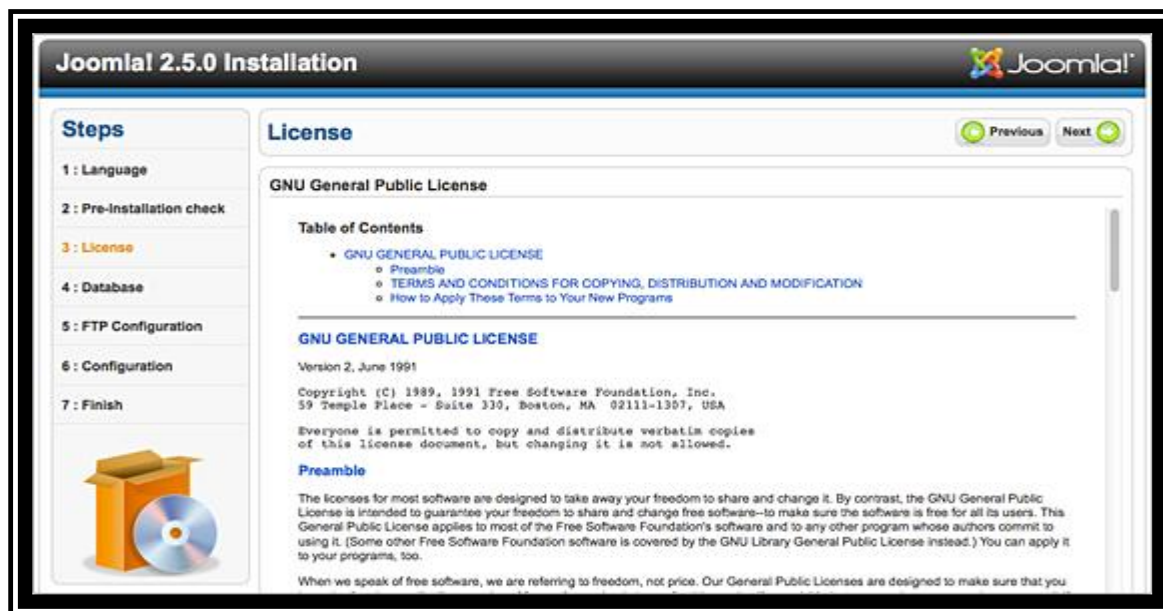 Joomla! 2.5.0 Installation
Joomla!
Steps
1 : Language
2 : Pre-Installation check
3 : License
4 : Database
5 : FTP Configuration
6 : Configuration
7 : Finish
License
Previous
Next
GNU General Public License
Table of Contents
GNU GENERAL PUBLIC LICENSE
Preamble
TERMS AND CONDITIONS FOR COPYING, DISTRIBUTION AND MODIFICATION
How to Apply These Terms to Your New Programs
GNU GENERAL PUBLIC LICENSE
Version 2, June 1991
Copyright (C) 1989, 1991 Free Software Foundation, Inc.
59 Temple Place - Suite 330, Boston, MA 02111-1307, USA
Everyone is permitted to copy and distribute verbatim copies
of this license document, but changing it is not allowed.
Preamble
The licenses for most software are designed to take away your freedom to share and change it. By contrast, the GNU General Public
License is intended to guarantee your freedom to share and change free software--to make sure the software is free for all its users. This
General Public License applies to most of the Free Software Foundation's software and to any other program whose authors commit to
using it. (Some other Free Software Foundation software is covered by the GNU Library General Public License instead.) You can apply it
to your programs, too.
When we speak of free software, we are referring to freedom, not price. Our General Public Licenses are designed to make sure that you